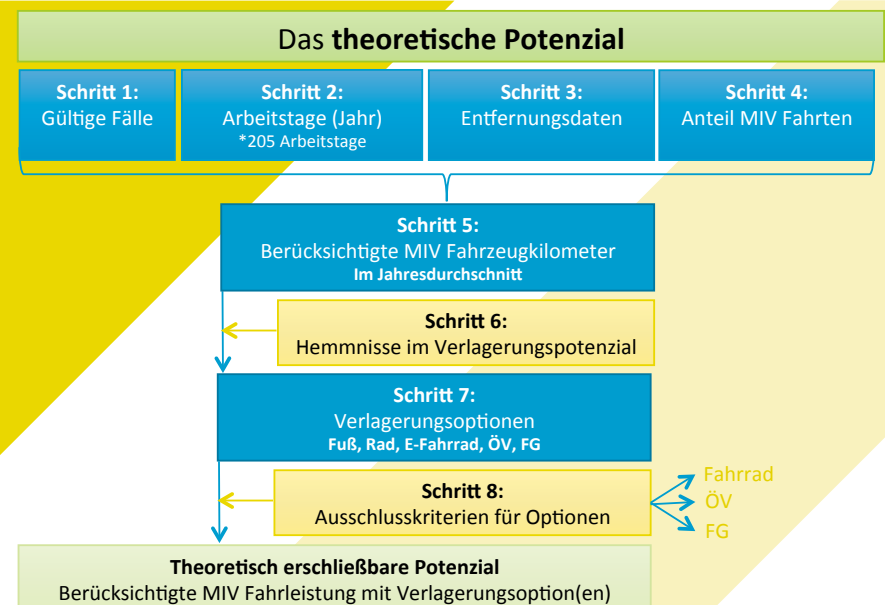 Das theoretische Potenzial
Schritt 1:
Gültige Fälle
Schritt 2:
Arbeitstage (Jahr)
*205 Arbeitstage
Schritt 3:
Entfernungsdaten
Schritt 4:
Anteil MIV Fahrten
Schritt 5:
Berücksichtigte MIV Fahrzeugkilometer
Im Jahresdurchschnitt
Schritt 6:
Hemmnisse im Verlagerungspotenzial
Schritt 7:
Verlagerungsoptionen
Fuß, Rad, E-Fahrrad, ÖV, FG
Schritt 8:
Ausschlusskriterien für Optionen
Fahrrad
ÖV
FG
Theoretisch erschließbare Potenzial
Berücksichtigte MIV Fahrleistung mit Verlagerungsoption(en)